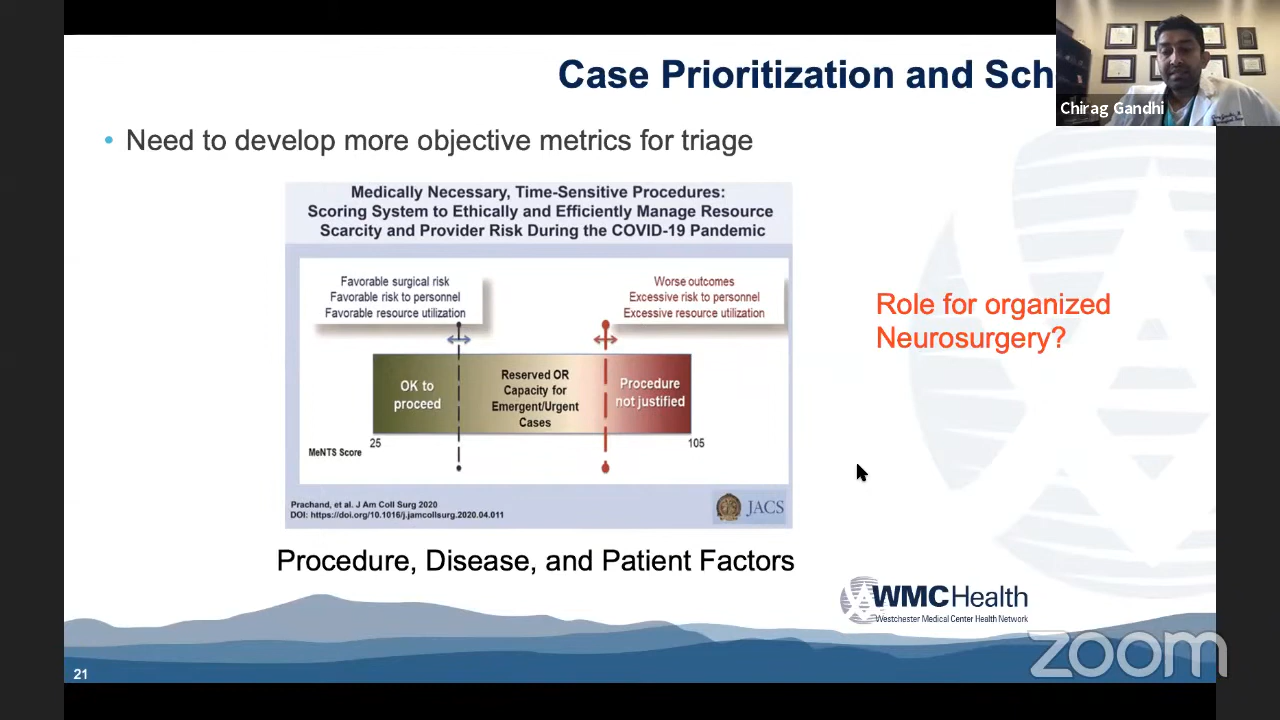 Case Prioritization and Sch
Chirag Gandhi
• Need to develop more objective metrics for triage
Medically Necessary, Time-Sensitive Procedures:
Scoring System to Ethically and Efficiently Manage Resource
Scarcity and Provider Risk During the COVID-19 Pandemic
Favorable surgical risk
Favorable risk to personnel
Favorable resource utilization
Worse outcomes
Excessive risk to personnel
Excessive resource utilization
Role for organized
Neurosurgery?
OK to
proceed
Reserved OR
Capacity for
Emergent/Urgent
Cases
Procedure
not justified
25
105
MeNTS Score
Prachand, et al. J Am Coll Surg 2020
DOI: https://doi.org/10.1016/j.jamcollsurg.2020.04.011
JACS
Procedure, Disease, and Patient Factors
WMCHealth
Westchester Medical Center Health Network
zoom
21